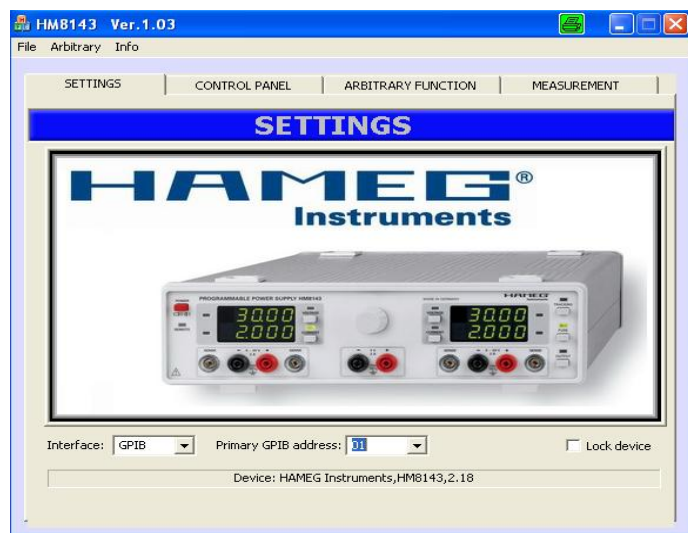 HM8143 Ver.1.03
File Arbitrary Info
SETTINGS CONTROL PANEL ARBITRARY FUNCTION MEASUREMENT
SETTINGS
HAMEG®
Instruments
PROGRAMMABLE POWER SUPPLY HM8143
HAMEG
30.00 30.00
2.000 2.000
Interface: GPIB Primary GPIB address: 01 Lock device
Device: HAMEG Instruments,HM8143,2.18